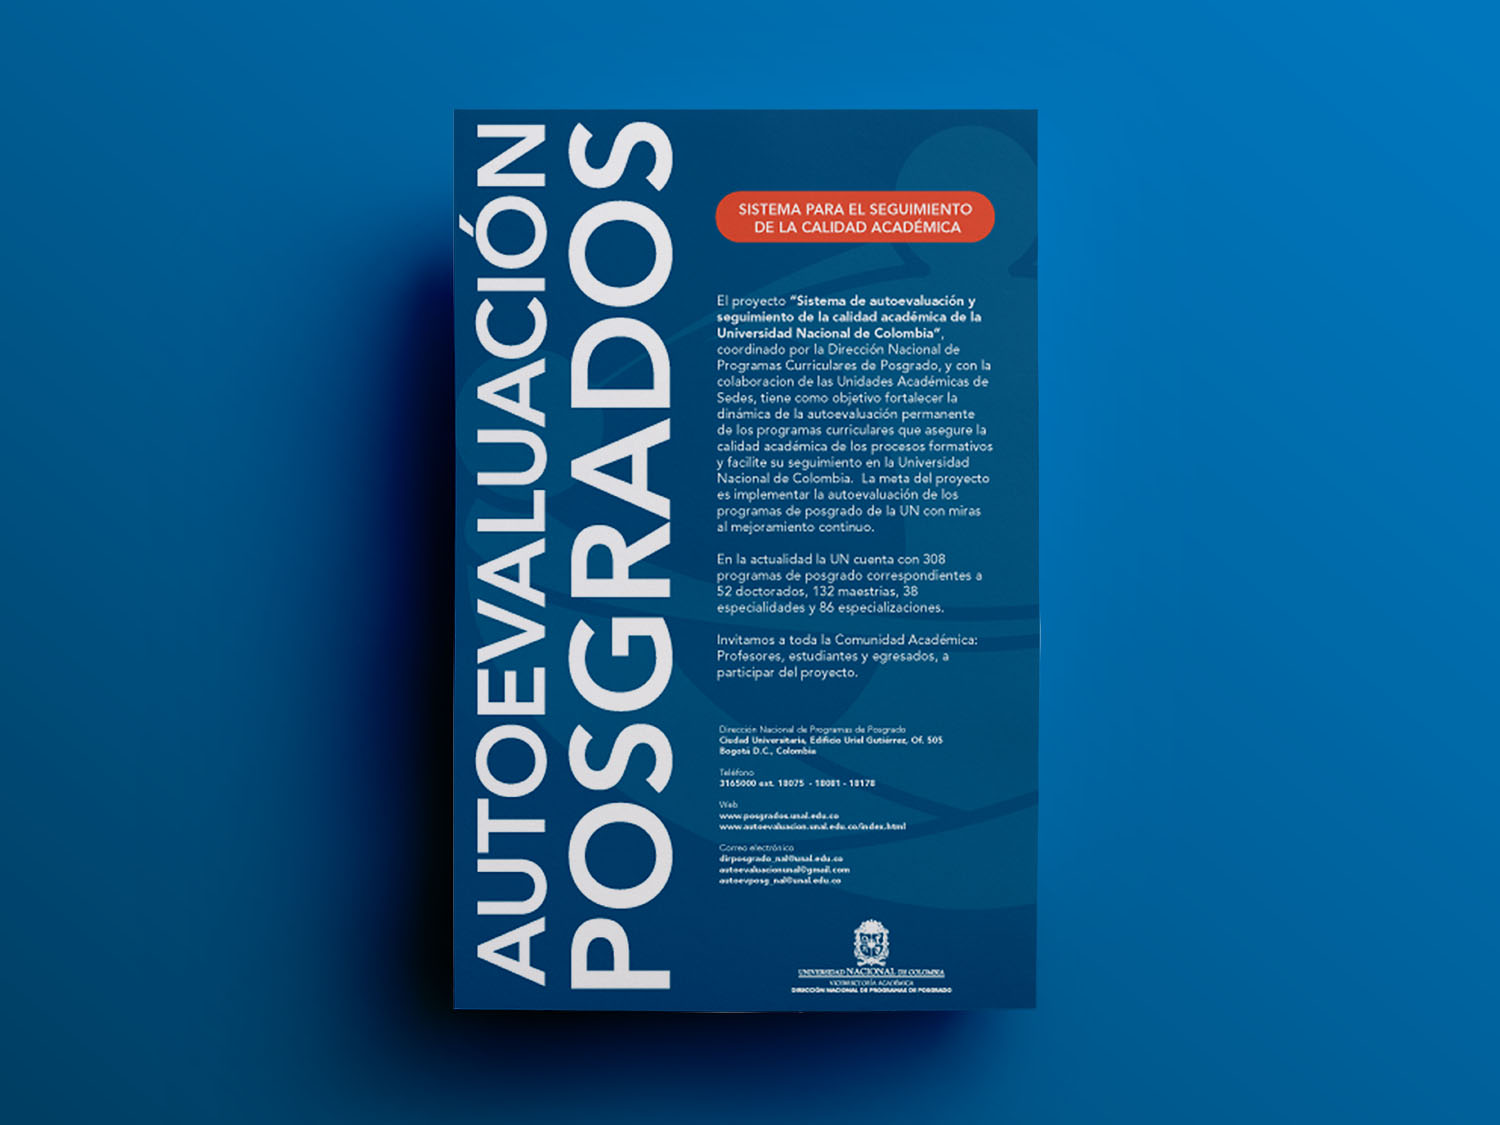 AUTOEVALUACIÓN
POSGRADOS
SISTEMA PARA EL SEGUIMIENTO
DE LA CALIDAD ACADÉMICA
El proyecto “Sistema de autoevaluación y
seguimiento de la calidad académica de la
Universidad Nacional de Colombia”,
coordinado por la Dirección Nacional de
Programas Curriculares de Posgrado, y con la
colaboracion de las Unidades Académicas de
Sedes, tiene como objetivo fortalecer la
dinámica de la autoevaluación permanente
de los programas curriculares que asegure la
calidad académica de los procesos formativos
y facilite su seguimiento en la Universidad
Nacional de Colombia. La meta del proyecto
es implementar la autoevaluación de los
programas de posgrado de la UN con miras
al mejoramiento continuo.
En la actualidad la UN cuenta con 308
programas de posgrado correspondientes a
52 doctorados, 132 maestrias, 38
especialidades y 86 especializaciones.
Invitamos a toda la Comunidad Académica:
Profesores, estudiantes y egresados, a
participar del proyecto.
Dirección Nacional de Programas de Posgrado
Ciudad Universitaria, Edificio Uriel Gutiérrez, Of. 505
Bogotá D.C., Colombia
Teléfono
3165000 ext. 18075 - 18081 - 18178
Web
www.posgrados.unal.edu.co
www.autoevaluacion.unal.edu.co/index.html
Correo electrónico
dirposgrado_nal@unal.edu.co
autoevaluacionunal@gmail.com
autoevposg_nal@unal.edu.co
UNIVERSIDAD NACIONAL DE COLOMBIA
VICERRECTORÍA ACADÉMICA
DIRECCIÓN NACIONAL DE PROGRAMAS DE POSGRADO